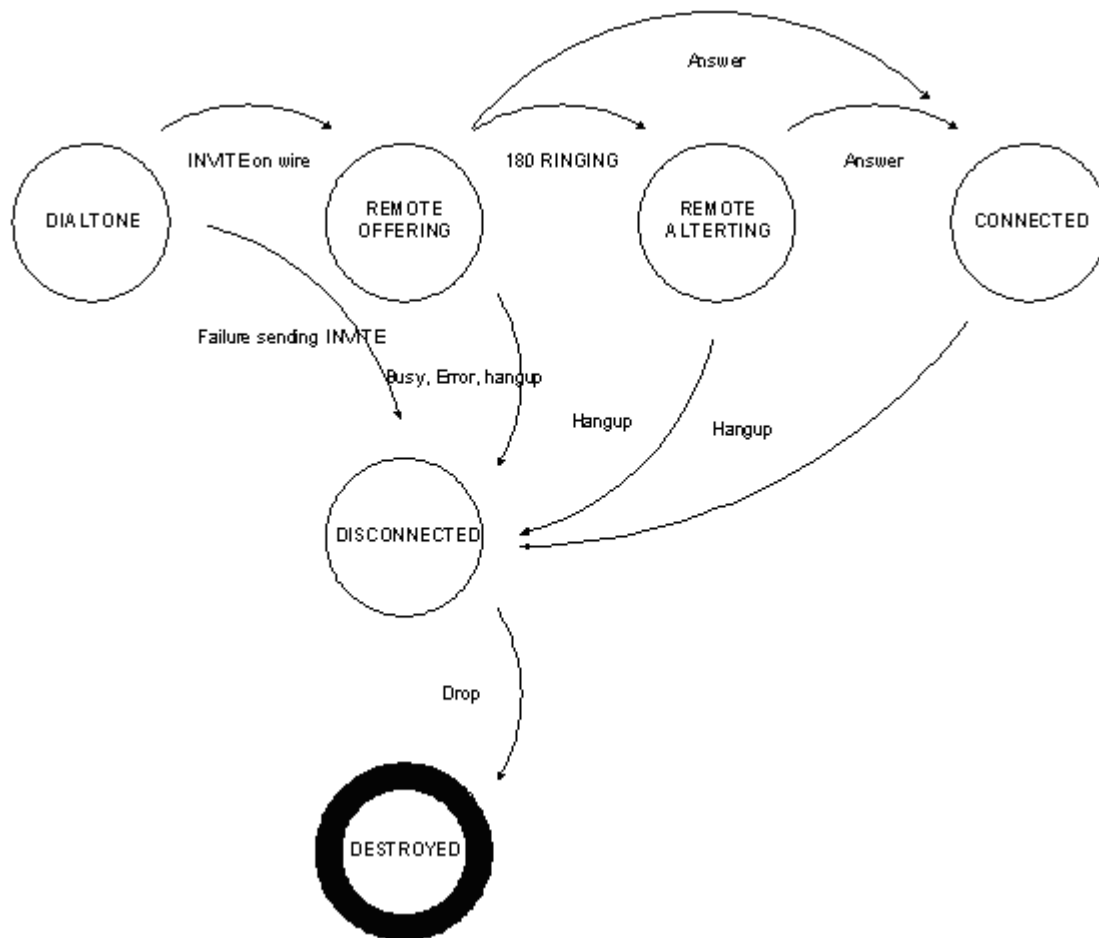 Answer
INVITE on wire
180 RINGING
Answer
DIALTONE
REMOTE
OFFERING
REMOTE
ALTERTING
CONNECTED
Failure sending INVITE
Busy, Error, hangup
Hangup
Hangup
DISCONNECTED
Drop
DESTROYED